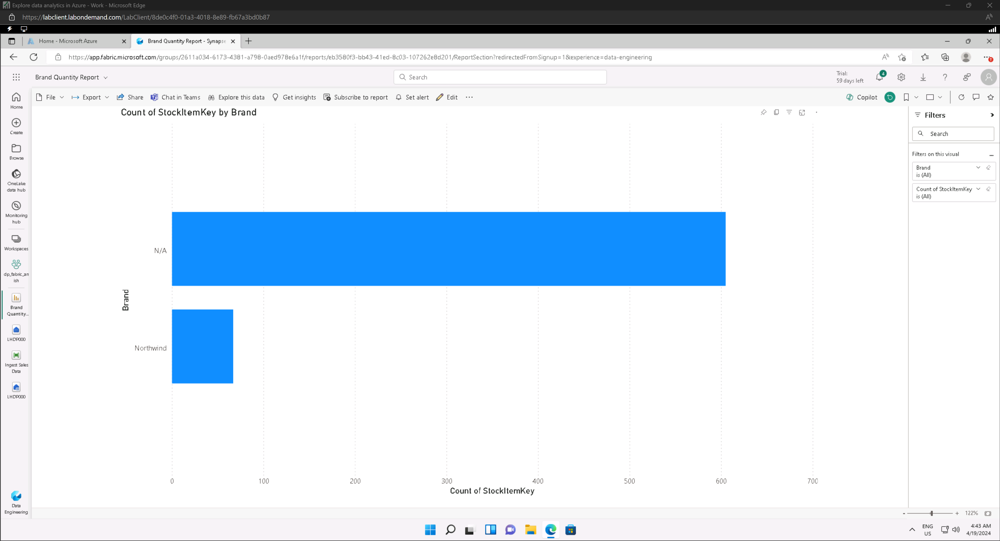 Explore data analytics in Azure - Work - Microsoft Edge
https://labclient.labondemand.com/LabClient/8de0c4f0-01a3-4018-8e89-fb67a3bd0b87
Home - Microsoft Azure
Brand Quantity Report - Synapse
https://app.fabric.microsoft.com/groups/2611a034-6173-4381-a798-0aed978e6a1f/reports/eb3580f3-bb43-41ed-8c03-107262e8d201/ReportSection?redirectedFromSignup=1&experience=data-engineering
Brand Quantity Report
Search
Trial:
59 days left
4
File Export Share Chat in Teams Explore this data Get insights Subscribe to report Set alert Edit ...
Copilot
Home
Create
Browse
OneLake
data hub
Monitoring
hub
Workspaces
dp_fabric_an
ish
Brand
Quantity...
LHDP000
Ingest Sales
Data
LHDP000
Data
Engineering
Count of StockItemKey by Brand
N/A
Northwind
Brand
0 100 200 300 400 500 600 700
Count of StockItemKey
Filters
Search
Filters on this visual ...
Brand
is (All)
Count of StockItemKey
is (All)
- + 122%
ENG
US
4:43 AM
4/19/2024